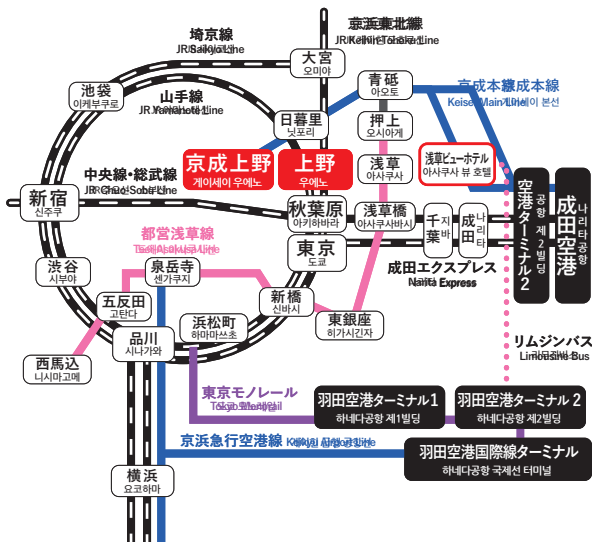 埼京線
JR Saikyo Line
京浜東北線
JR Keihin-Tohoku Line
大宮
오미야
池袋
이케부쿠로
山手線
JR Yamanote Line
青砥
아오토
京成本線
Keisei Main Line
日暮里
닛포리
押上
오시아게
京成上野
게이세이 우에노
上野
우에노
浅草
아사쿠사
浅草ビューホテル
아사쿠사 뷰 호텔
中央線・総武線
JR Chuo-Sobu Line
新宿
신주쿠
秋葉原
아키하바라
浅草橋
아사쿠사바시
千葉
지바
成田
나리타
空港ターミナル2
공항 제2빌딩
成田空港
나리타공항
都営浅草線
東京
도쿄
渋谷
시부야
泉岳寺
센가쿠지
成田エクスプレス
Narita Express
五反田
고탄다
新橋
신바시
浜松町
하마마쓰초
東銀座
히가시긴자
品川
시나가와
リムジンバス
Limousine Bus
西馬込
니시마고메
東京モノレール
Tokyo Monorail
羽田空港ターミナル1
하네다공항 제1빌딩
羽田空港ターミナル 2
하네다공항 제2빌딩
京浜急行空港線
羽田空港国際線ターミナル
하네다공항 국제선 터미널
横浜
요코하마